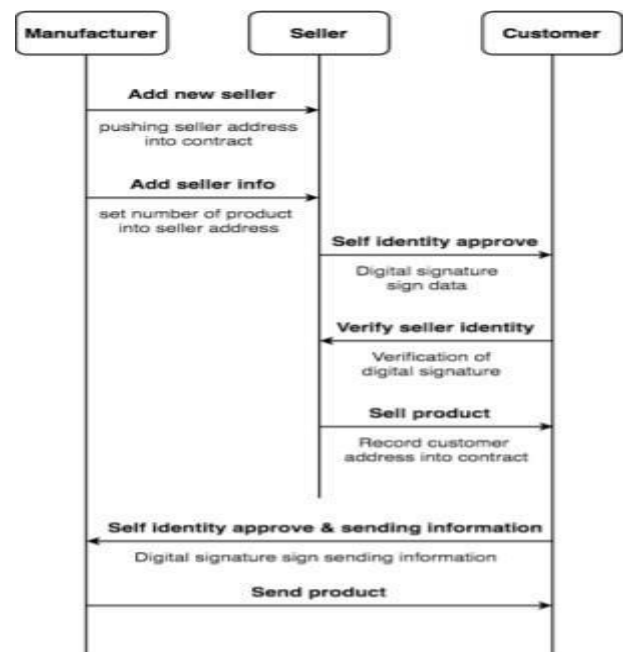 Manufacturer
Seller
Customer
Add new seller
pushing seller address
into contract
Add seller info
set number of product
into seller address
Self identity approve
Digital signature
sign data
Verify seller identity
Verification of
digital signature
Sell product
Record customer
address into contract
Self identity approve & sending information
Digital signature sign sending information
Send product